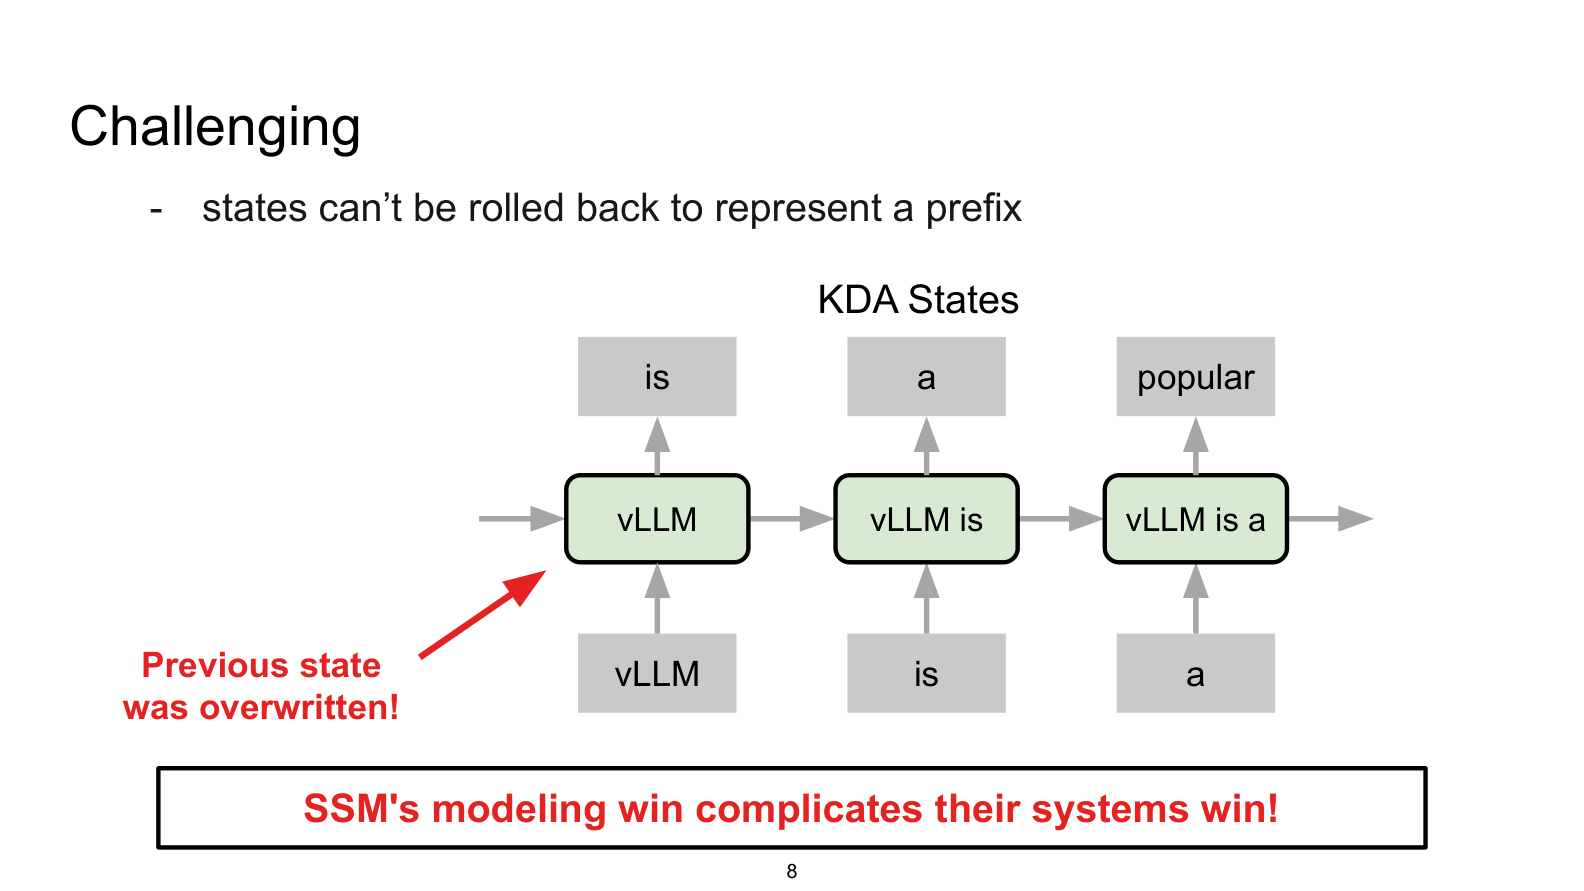 Challenging
- states can’t be rolled back to represent a prefix
KDA States
is
a
popular
vLLM
vLLM is
vLLM is a
Previous state
was overwritten!
vLLM
is
a
SSM's modeling win complicates their systems win!
8